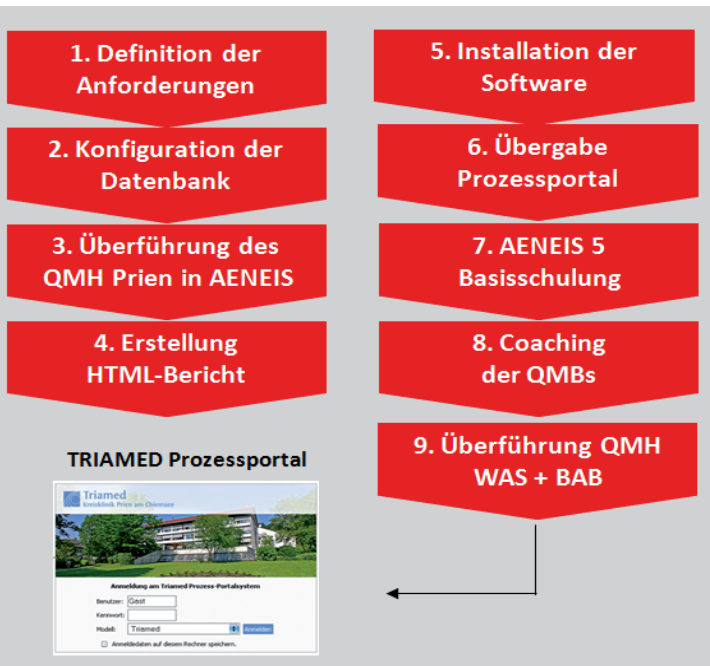 1. Definition der
Anforderungen
2. Konfiguration der
Datenbank
3. Überführung des
QMH Prien in AENEIS
4. Erstellung
HTML-Bericht
5. Installation der
Software
6. Übergabe
Prozessportal
7. AENEIS 5
Basisschulung
8. Coaching
der QMBs
9. Überführung QMH
WAS + BAB
TRIAMED Prozessportal
Triamed
Kreisklinik Prien am Chiemsee
Anmeldung am Triamed Prozess-Portalsystem
Benutzer: Gast
Kennwort:
Modell: Triamed Anmelden
Anmeldedaten auf diesem Rechner speichern.